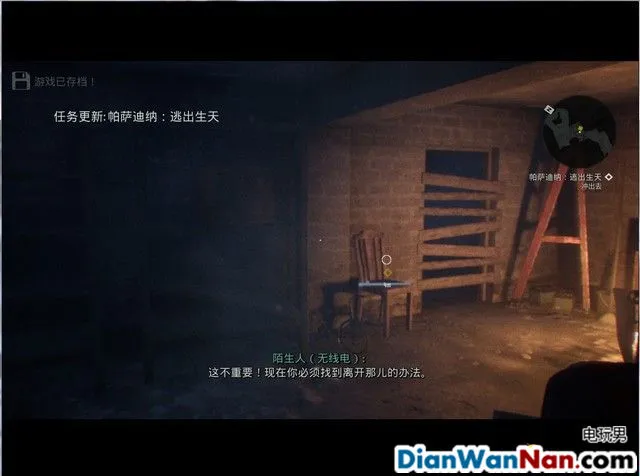 游戏已存档！
任务更新:帕萨迪纳：逃出生天
帕萨迪纳：逃出生天
冲出去
陌生人（无线电）:
这不重要！现在你必须找到离开那儿的办法。
电玩男
DianWanNan.com